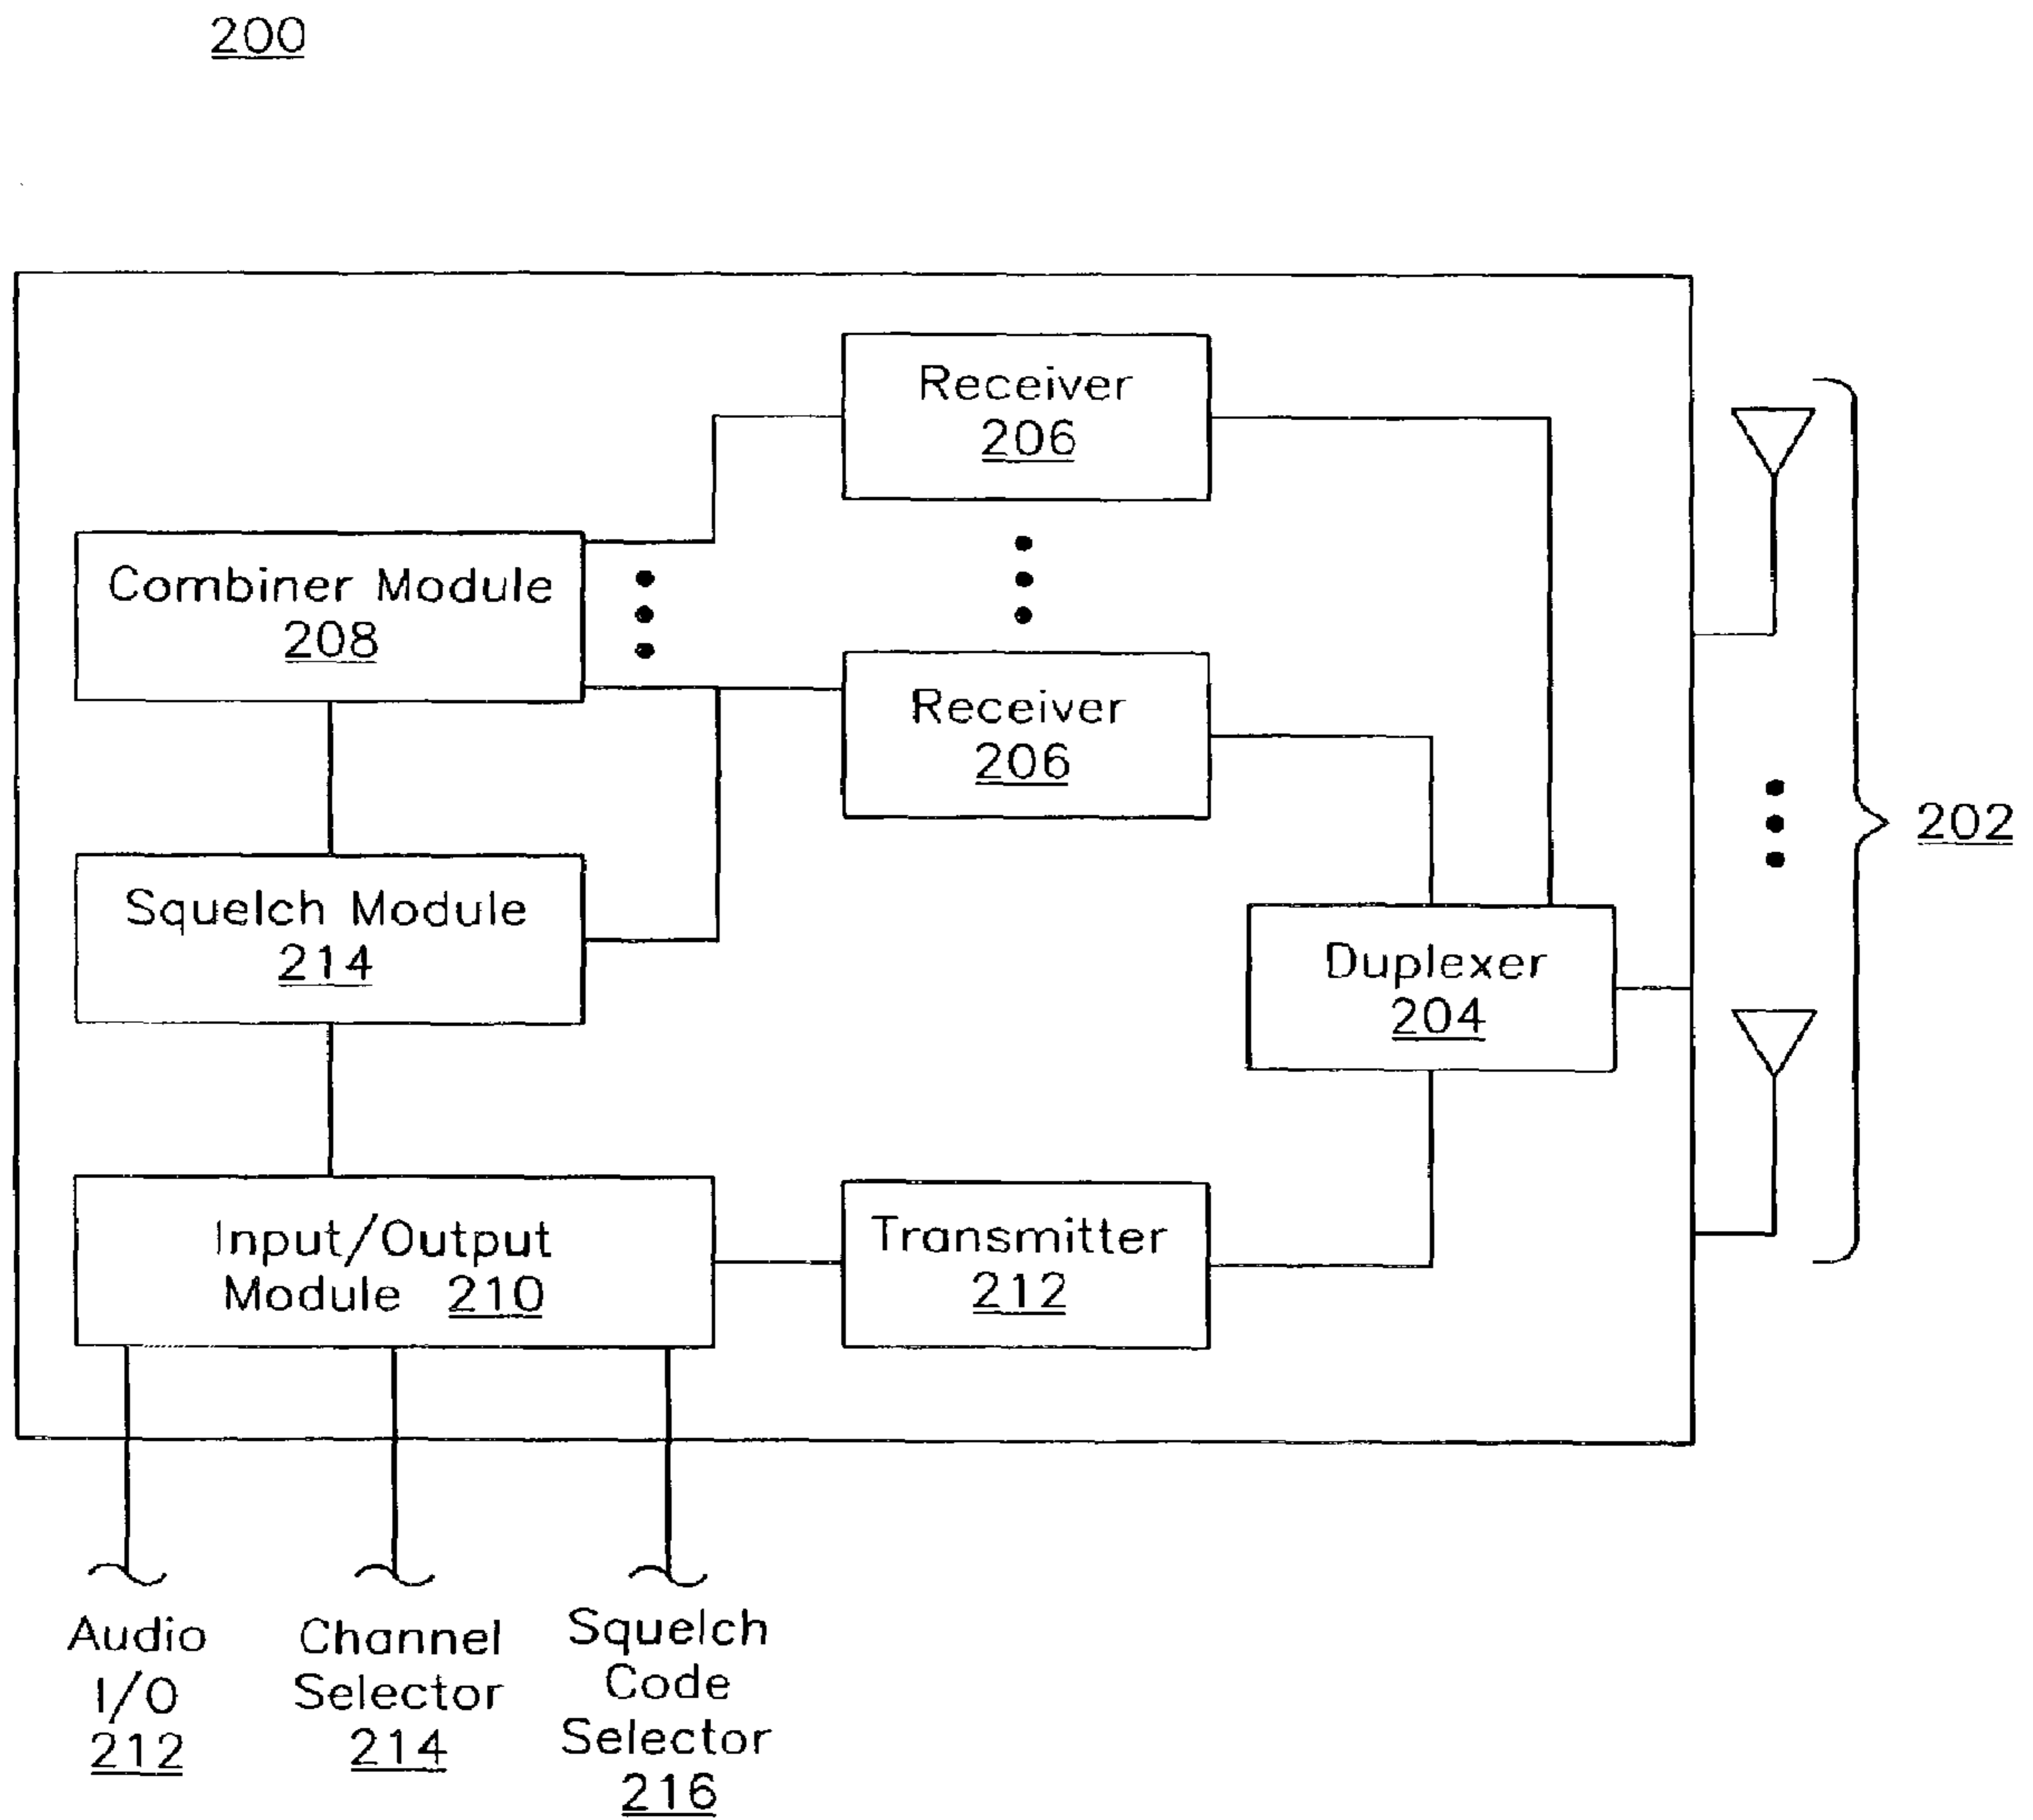 200
Receiver
206
Combiner Module
208
Receiver
206
202
Squelch Module
214
Duplexer
204
Input/Output
Module 210
Transmitter
212
Audio
I/O
212
Channel
Selector
214
Squelch
Code
Selector
216